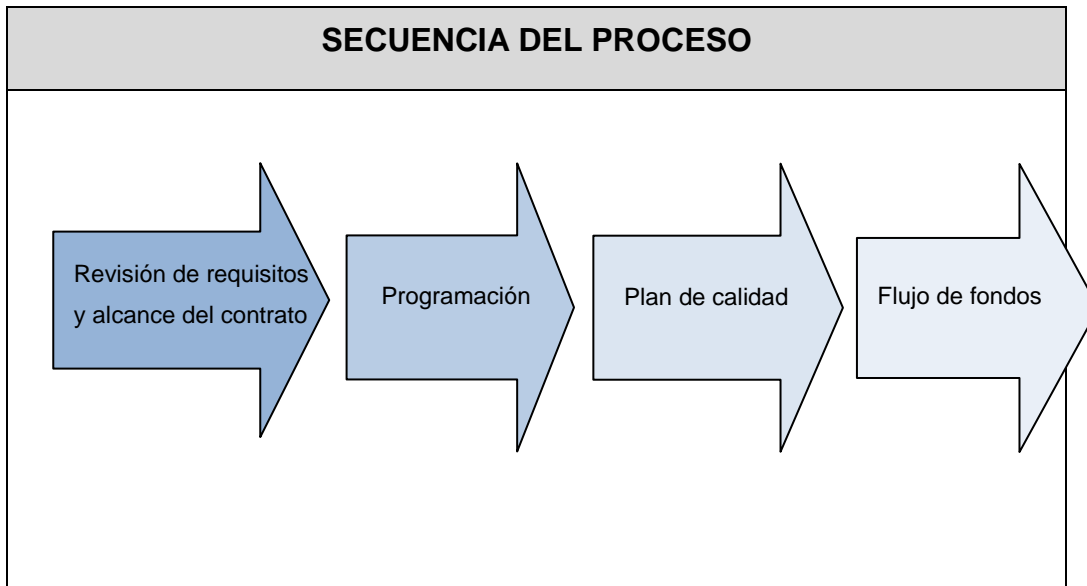 SECUENCIA DEL PROCESO
Revisión de requisitos
y alcance del contrato
Programación
Plan de calidad
Flujo de fondos